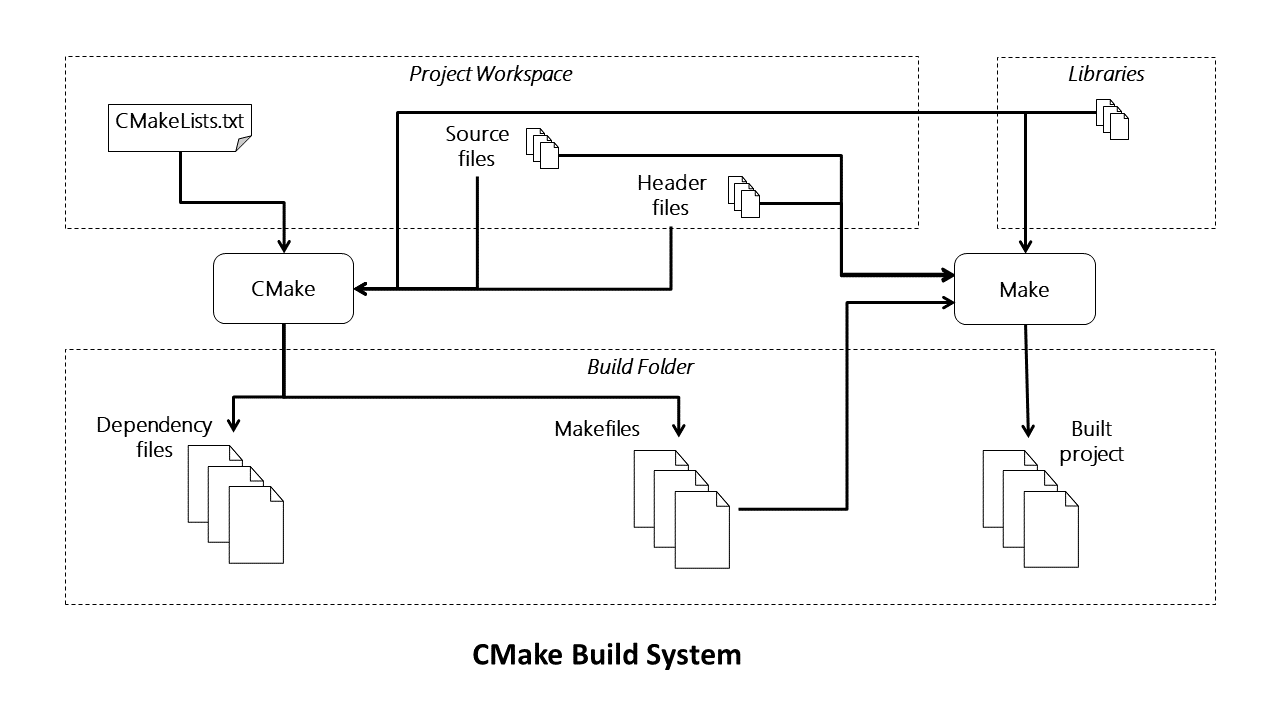 Project Workspace
Libraries
CMakeLists.txt
Source
files
Header
files
CMake
Make
Build Folder
Dependency
files
Makefiles
Built
project
CMake Build System